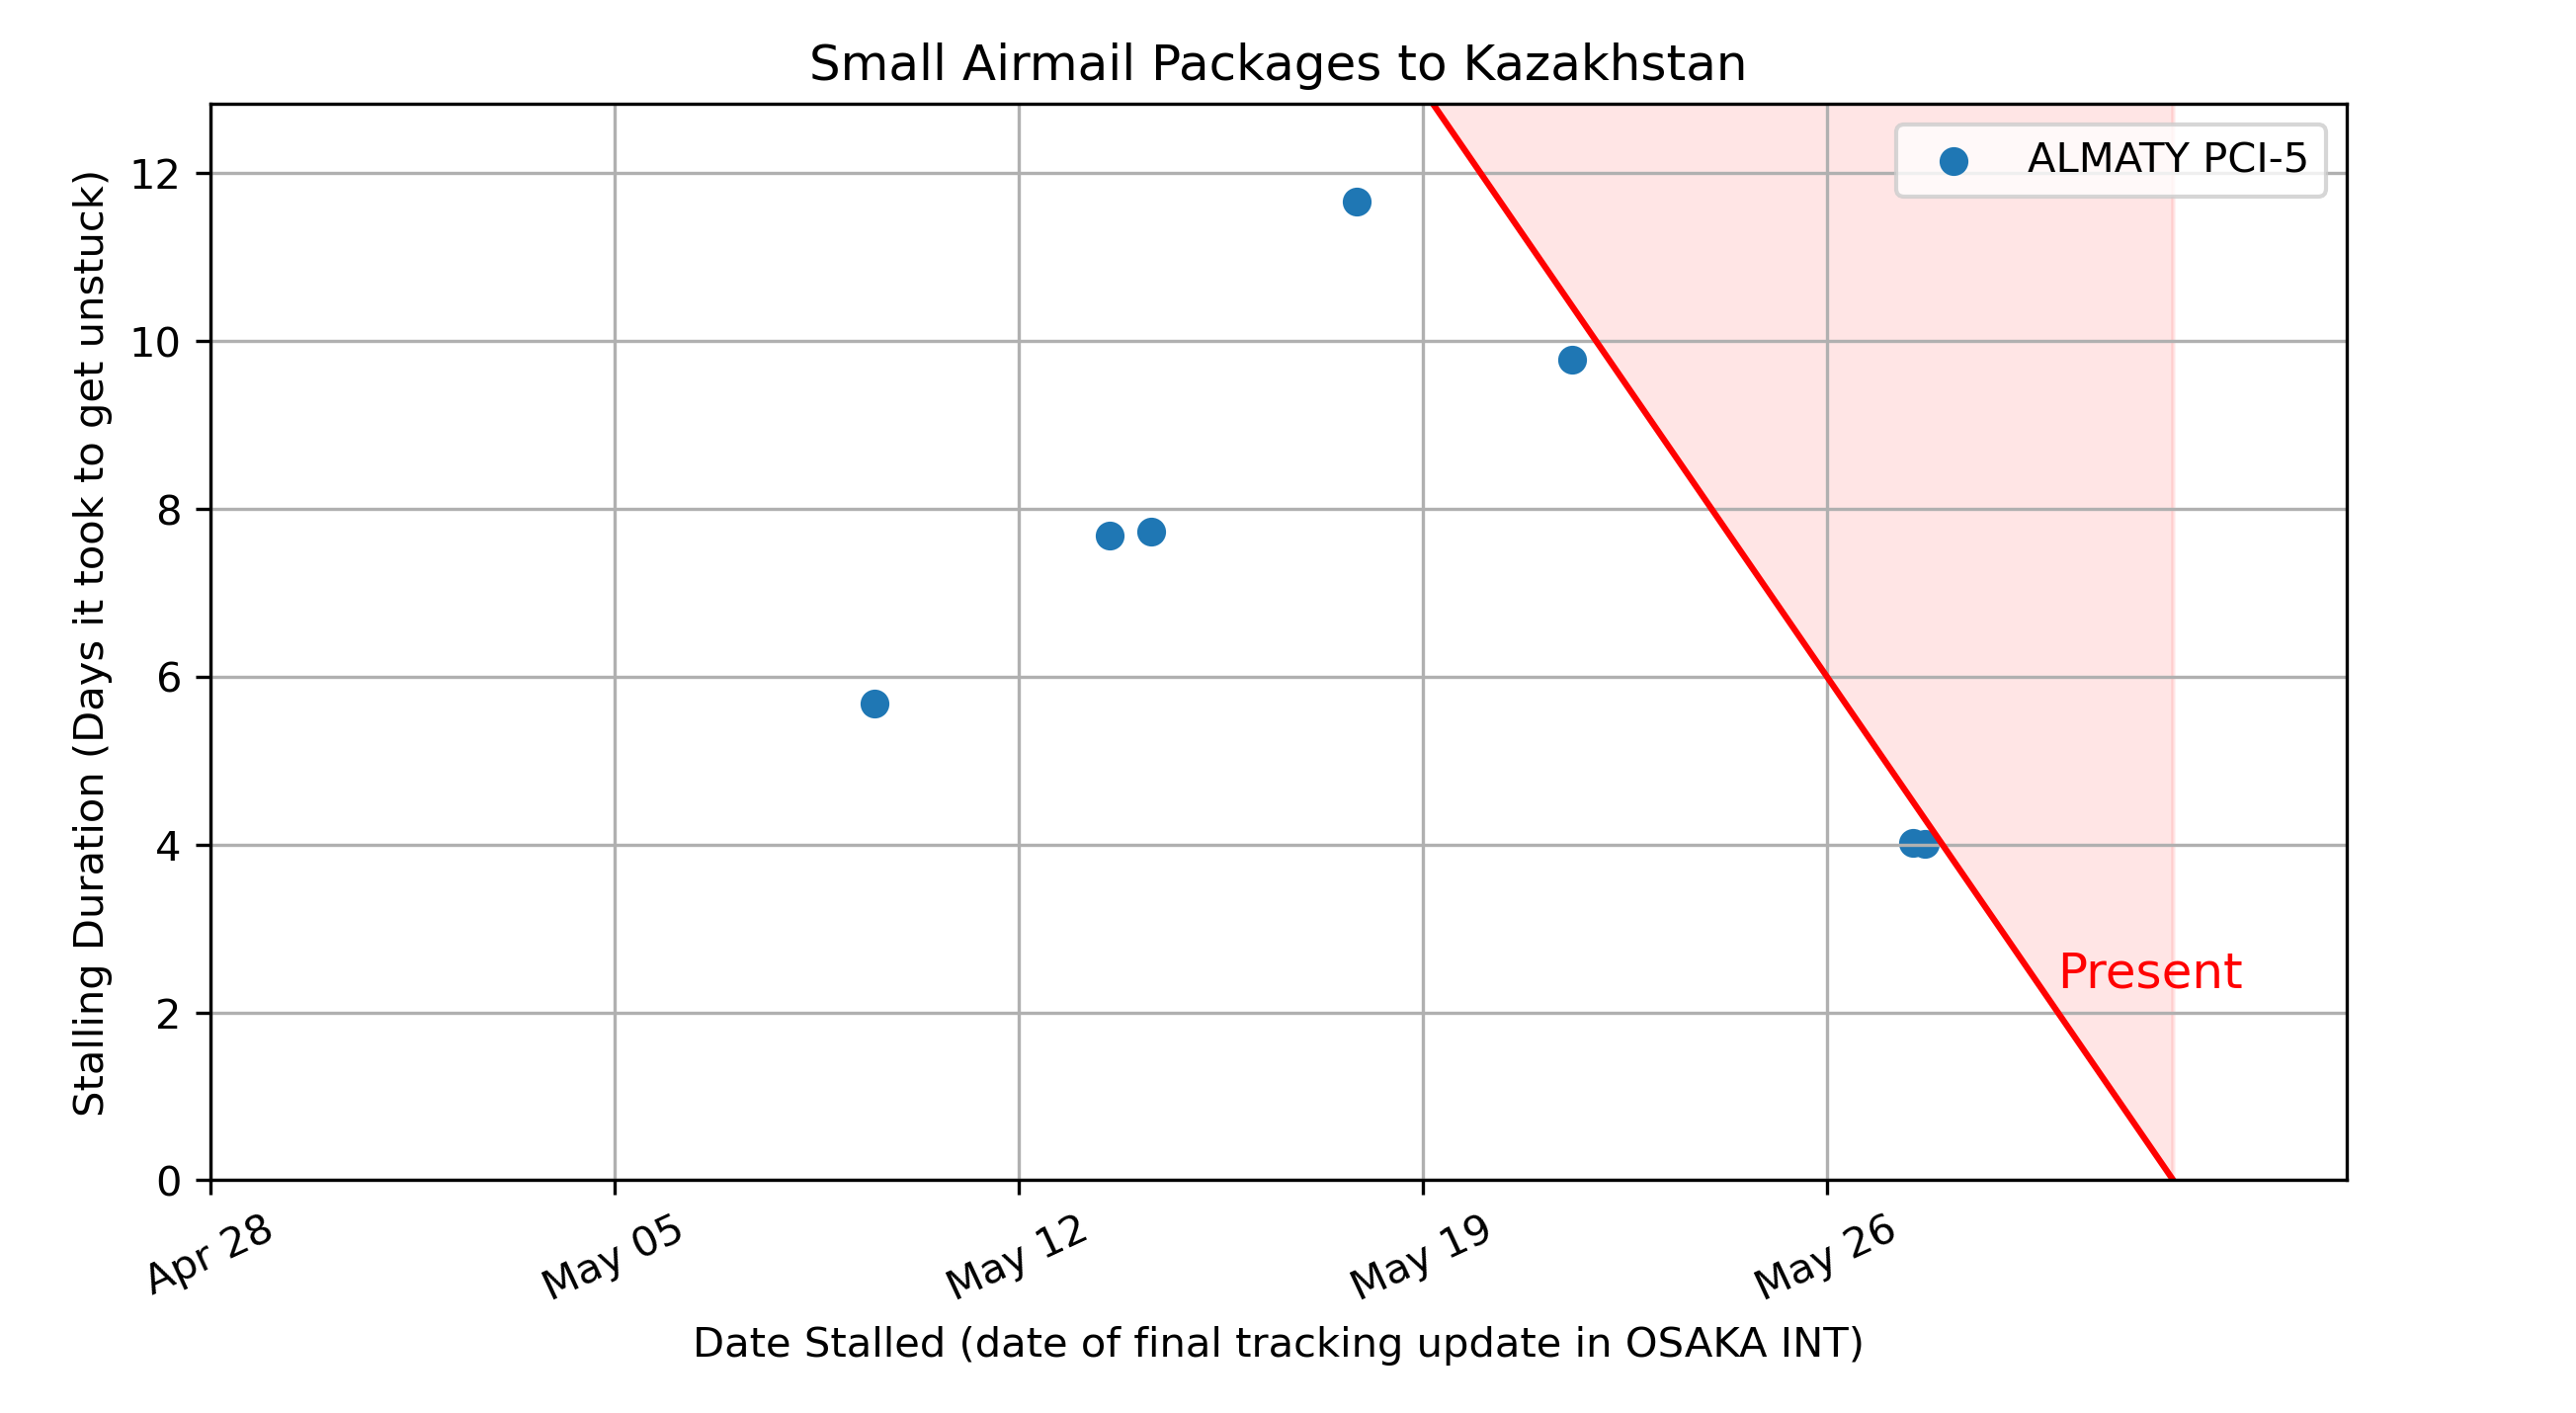 Small Airmail Packages to Kazakhstan
ALMATY PCI-5
Stalling Duration (Days it took to get unstuck)
12
10
8
6
4
2
0
Present
Apr 28
May 05
May 12
May 19
May 26
Date Stalled (date of final tracking update in OSAKA INT)